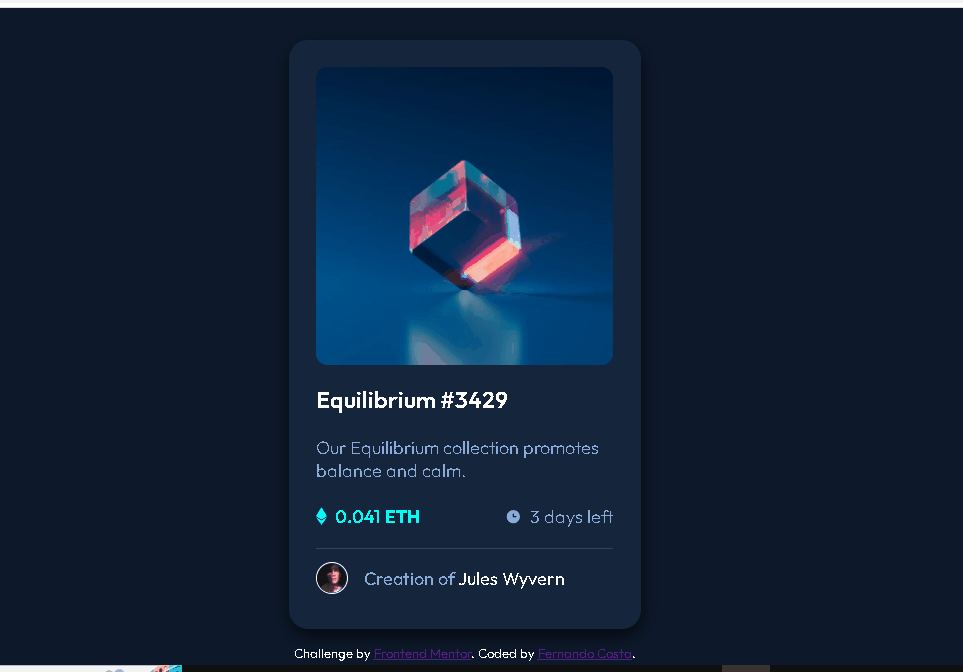 Equilibrium #3429
Our Equilibrium collection promotes
balance and calm.
0.041 ETH
3 days left
Creation of Jules Wyvern
Challenge by Frontend Mentor. Coded by Fernando Costa.